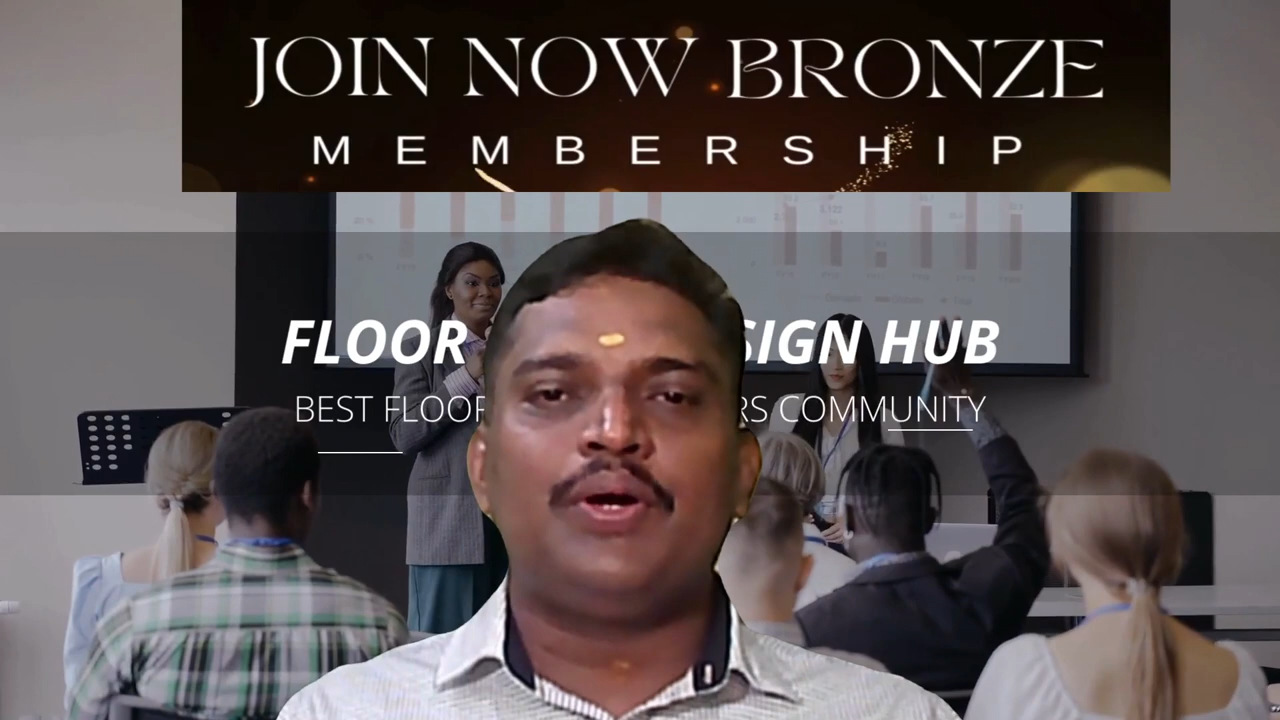 JOIN NOW BRONZE
MEMBERSHIP
FLOOR SIGN HUB
BEST FLOOR RS COMMUNITY